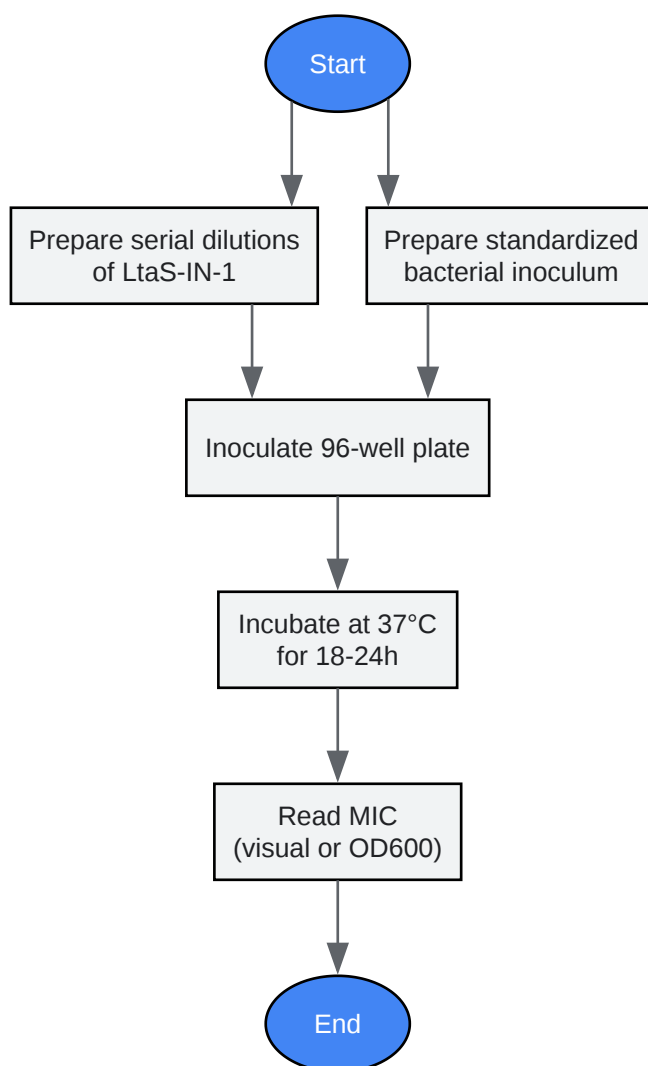 Start
Prepare serial dilutions
of LtaS-IN-1
Prepare standardized
bacterial inoculum
Inoculate 96-well plate
Incubate at 37°C
for 18-24h
Read MIC
(visual or OD600)
End